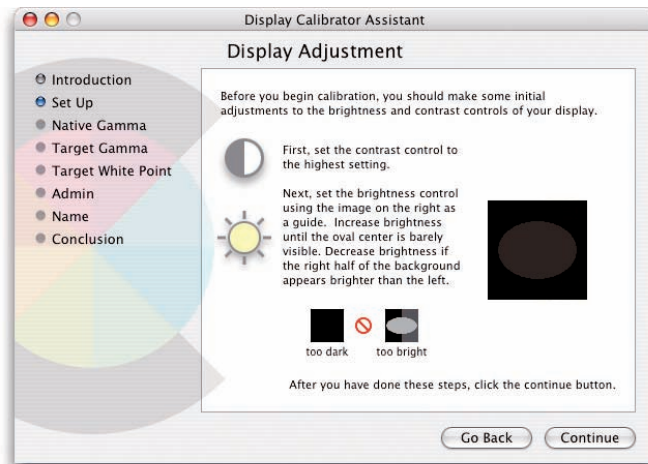 Display Calibrator Assistant
Display Adjustment
Introduction
Set Up
Native Gamma
Target Gamma
Target White Point
Admin
Name
Conclusion
Before you begin calibration, you should make some initial
adjustments to the brightness and contrast controls of your display.
First, set the contrast control to
the highest setting.
Next, set the brightness control
using the image on the right as
a guide. Increase brightness
until the oval center is barely
visible. Decrease brightness if
the right half of the background
appears brighter than the left.
too dark
too bright
After you have done these steps, click the continue button.
Go Back
Continue